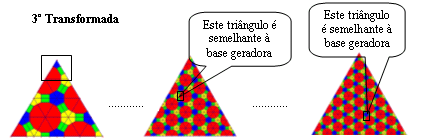 3ª Transformada
Este triângulo é
semelhante à
base geradora
Este triângulo
é semelhante à
base geradora